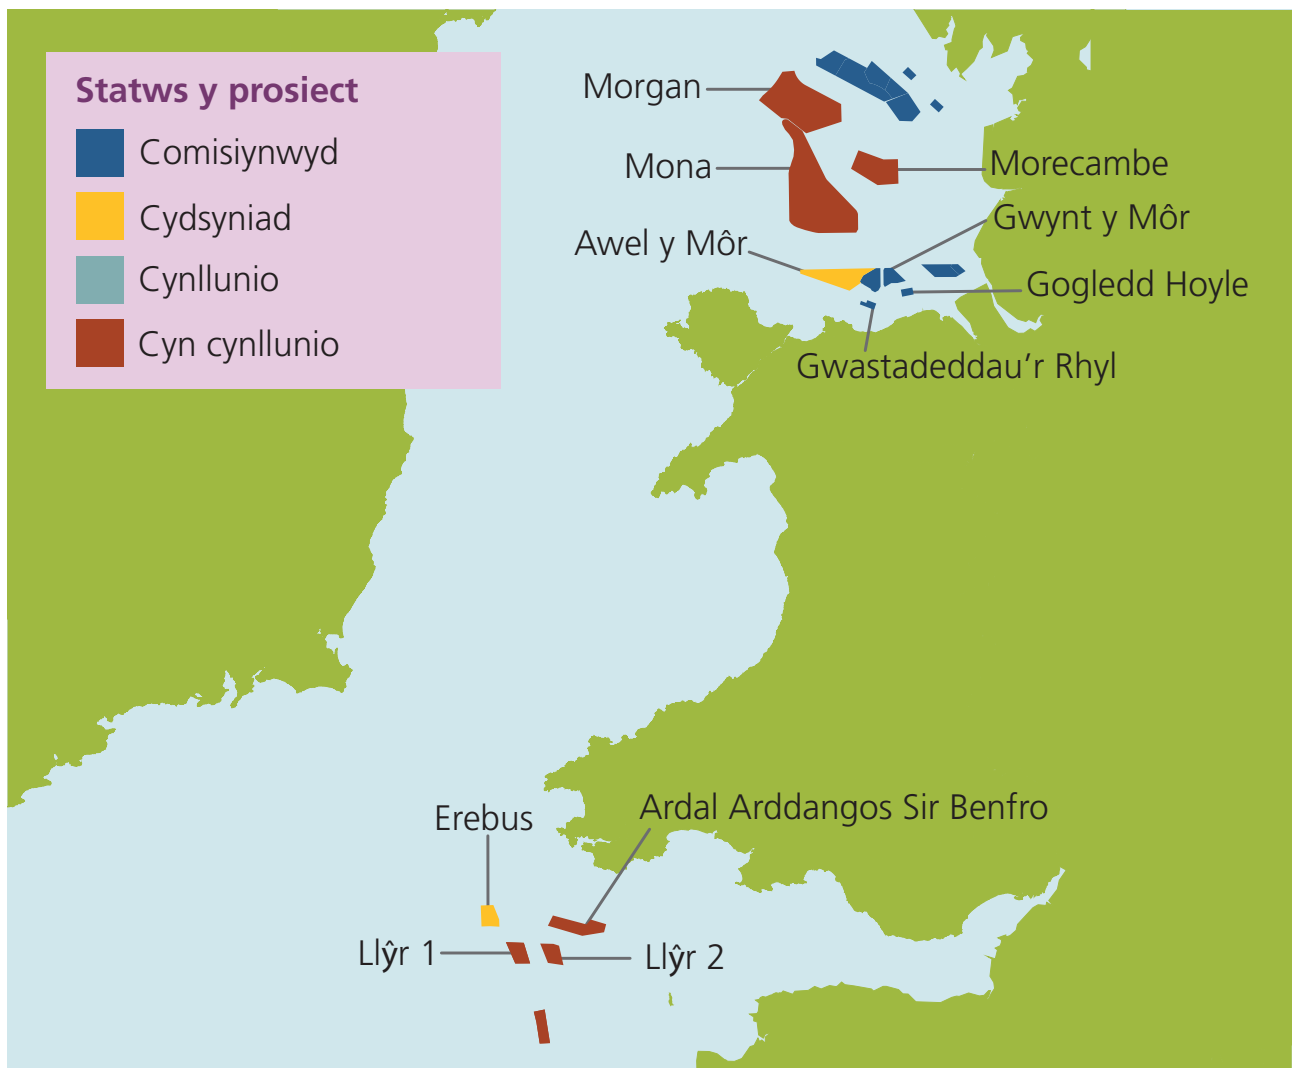 Statws y prosiect
Comisiynwyd
Cydsyniad
Cynllunio
Cyn cynllunio
Morgan
Mona
Morecambe
Gwynt y Môr
Awel y Môr
Gogledd Hoyle
Gwastadeddau’r Rhyl
Erebus
Ardal Arddangos Sir Benfro
Llŷr 1
Llŷr 2